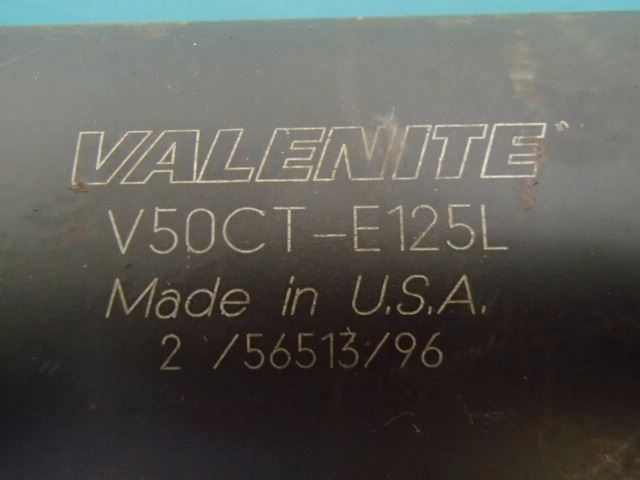 VALENITE
V50CT-E125L
Made in U.S.A.
2 /56513/96